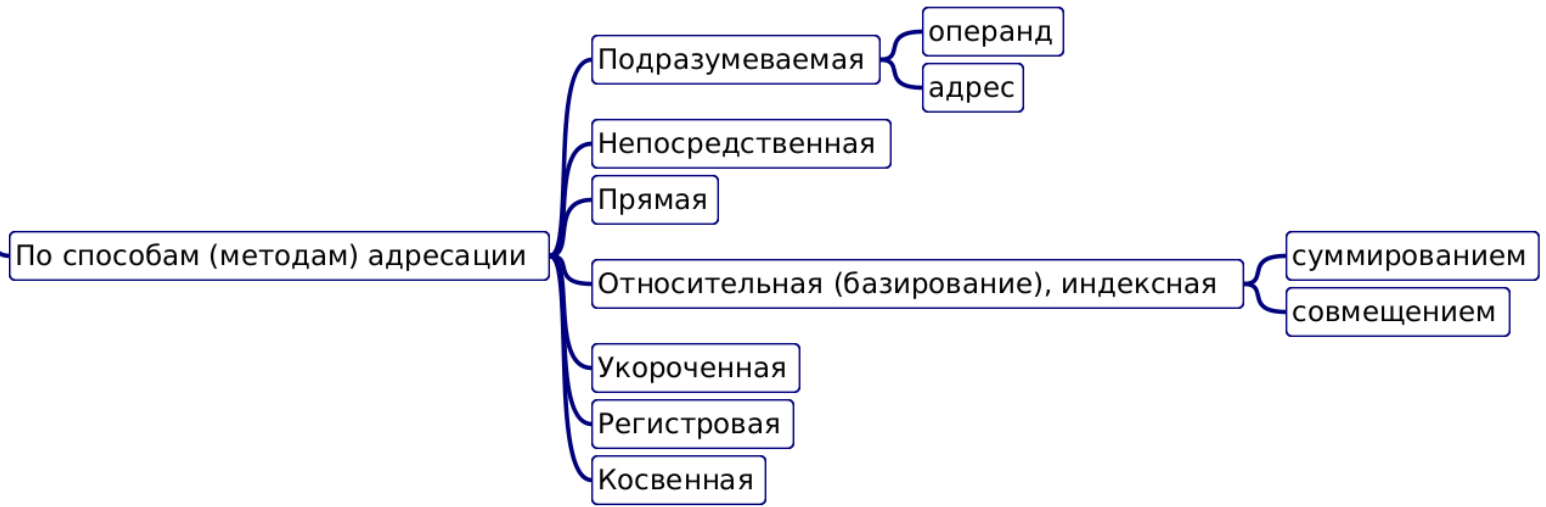 По способам (методам) адресации
Подразумеваемая
операнд
адрес
Непосредственная
Прямая
Относительная (базирование), индексная
суммированием
совмещением
Укороченная
Регистровая
Косвенная